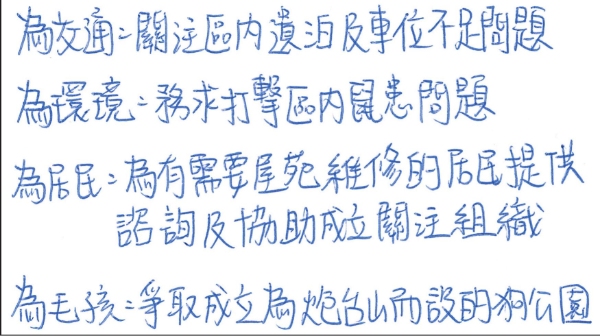 為交通：關注區内違泊及車位不足問題
為環境：務求打擊區内鼠患問題
為居民：為有需要屋苑維修的居民提供
諮詢及協助成立關注組織
為毛孩：爭取成立為炮台山而設的狗公園